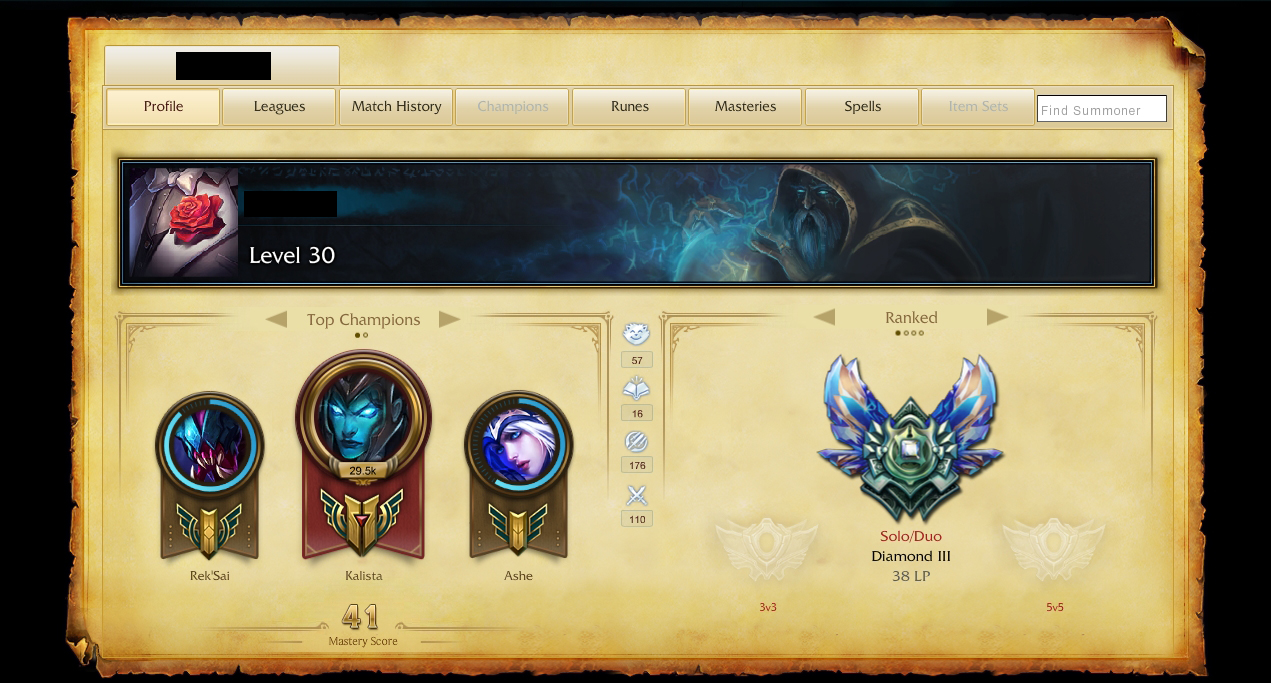 Profile
Leagues
Match History
Champions
Runes
Masteries
Spells
Item Sets
Find Summoner
Level 30
Top Champions
Ranked
57
16
176
110
29.5k
Rek'Sai
Kalista
Ashe
41
Mastery Score
Solo/Duo
Diamond III
38 LP
3v3
5v5